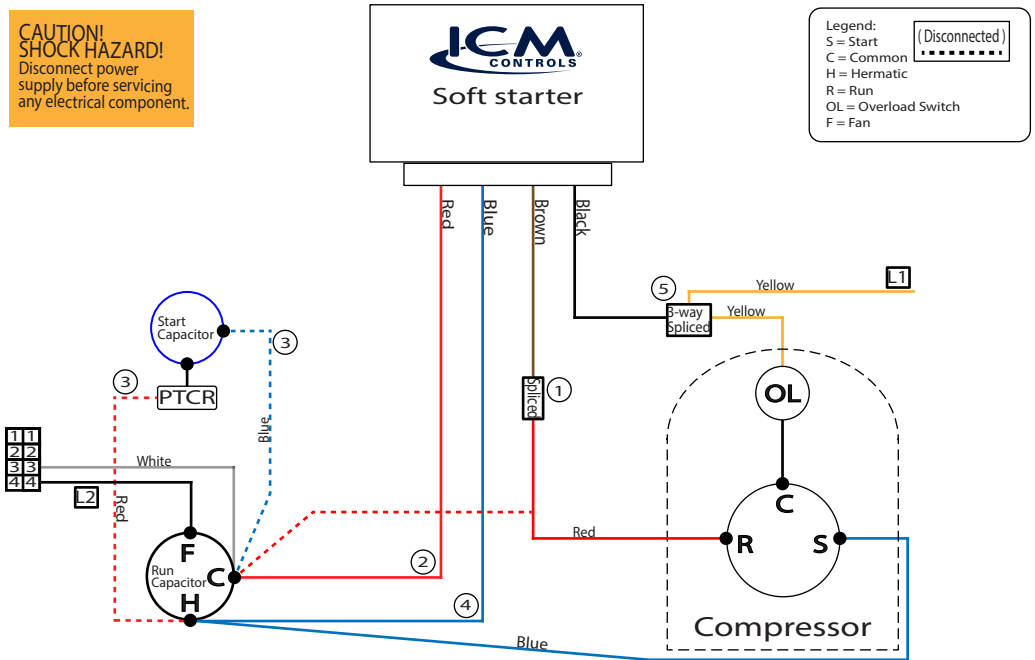 CAUTION!
SHOCK HAZARD!
Disconnect power
supply before servicing
any electrical component.
ICM
CONTROLS®
Soft starter
Legend:
S = Start
C = Common
H = Hermatic
R = Run
OL = Overload Switch
F = Fan
( Disconnected )
Red
Blue
Brown
Black
5
Yellow
L1
3-way
Spliced
Yellow
Start
Capacitor
3
3
PTCR
Spliced
1
OL
Blue
1 1
2 2
3 3
4 4
White
L2
Red
C
F
Run
Capacitor
C
H
2
Red
R
S
4
Compressor
Blue